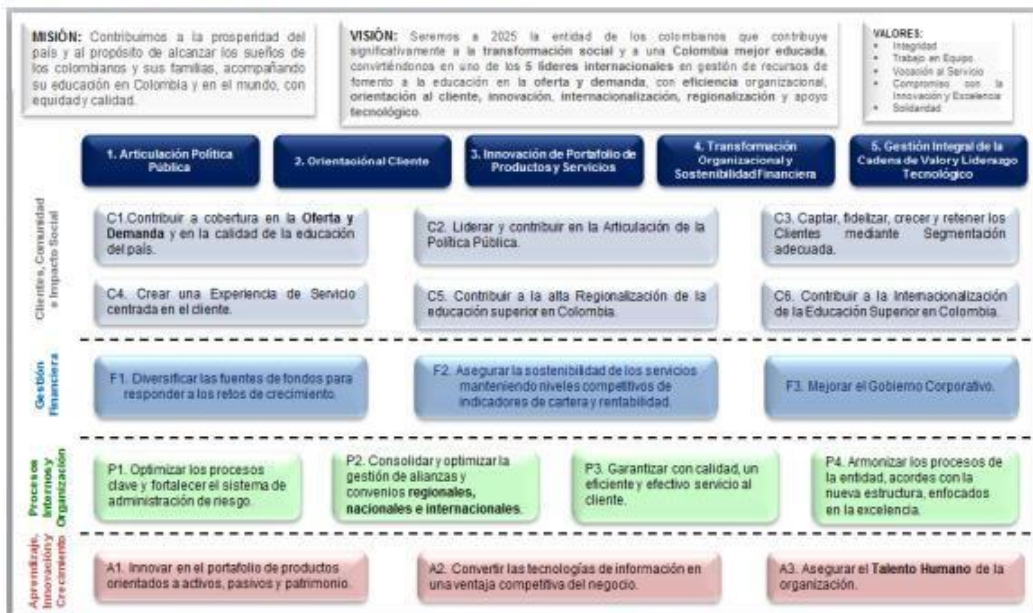 MISIÓN: Contribuimos a la prosperidad del
país y al propósito de alcanzar los sueños de
los colombianos y sus familias, acompañando
su educación en Colombia y en el mundo, con
equidad y calidad.
VISIÓN: Seremos a 2025 la entidad de los colombianos que contribuye
significativamente a la transformación social y a una Colombia mejor educada,
convirtiéndonos en uno de los 5 líderes internacionales en gestión de recursos de
fomento a la educación en la oferta y demanda, con eficiencia organizacional,
orientación al cliente, innovación, internacionalización, regionalización y apoyo
tecnológico.
VALORES:
• Integridad
• Trabajo en Equipo
• Vocación al Servicio
• Compromiso con la
Innovación y Excelencia
• Solidaridad
1. Articulación Política
Pública
2. Orientación al Cliente
3. Innovación de Portafolio de
Productos y Servicios
4. Transformación
Organizacional y
Sostenibilidad Financiera
5. Gestión Integral de la
Cadena de Valor y Liderazgo
Tecnológico
Clientes, Comunidad
e Impacto Social
C1.Contribuir a cobertura en la Oferta y
Demanda y en la calidad de la educación
del país.
C2. Liderar y contribuir en la Articulación de la
Política Pública.
C3. Captar, fidelizar, crecer y retener los
Clientes mediante Segmentación
adecuada.
C4. Crear una Experiencia de Servicio
centrada en el cliente.
C5. Contribuir a la alta Regionalización de la
educación superior en Colombia.
C6. Contribuir a la Internacionalización
de la Educación Superior en Colombia.
Gestión
Financiera
F1. Diversificar las fuentes de fondos para
responder a los retos de crecimiento.
F2. Asegurar la sostenibilidad de los servicios
manteniendo niveles competitivos de
indicadores de cartera y rentabilidad.
F3. Mejorar el Gobierno Corporativo.
Procesos
Internos y
Organización
P1. Optimizar los procesos
clave y fortalecer el sistema de
administración de riesgo.
P2. Consolidar y optimizar la
gestión de alianzas y
convenios regionales,
nacionales e internacionales.
P3. Garantizar con calidad, un
eficiente y efectivo servicio al
cliente.
P4. Armonizar los procesos de
la entidad, acordes con la
nueva estructura, enfocados
en la excelencia.
Aprendizaje,
Innovación y
Crecimiento
A1. Innovar en el portafolio de productos
orientados a activos, pasivos y patrimonio.
A2. Convertir las tecnologías de información en
una ventaja competitiva del negocio.
A3. Asegurar el Talento Humano de la
organización.